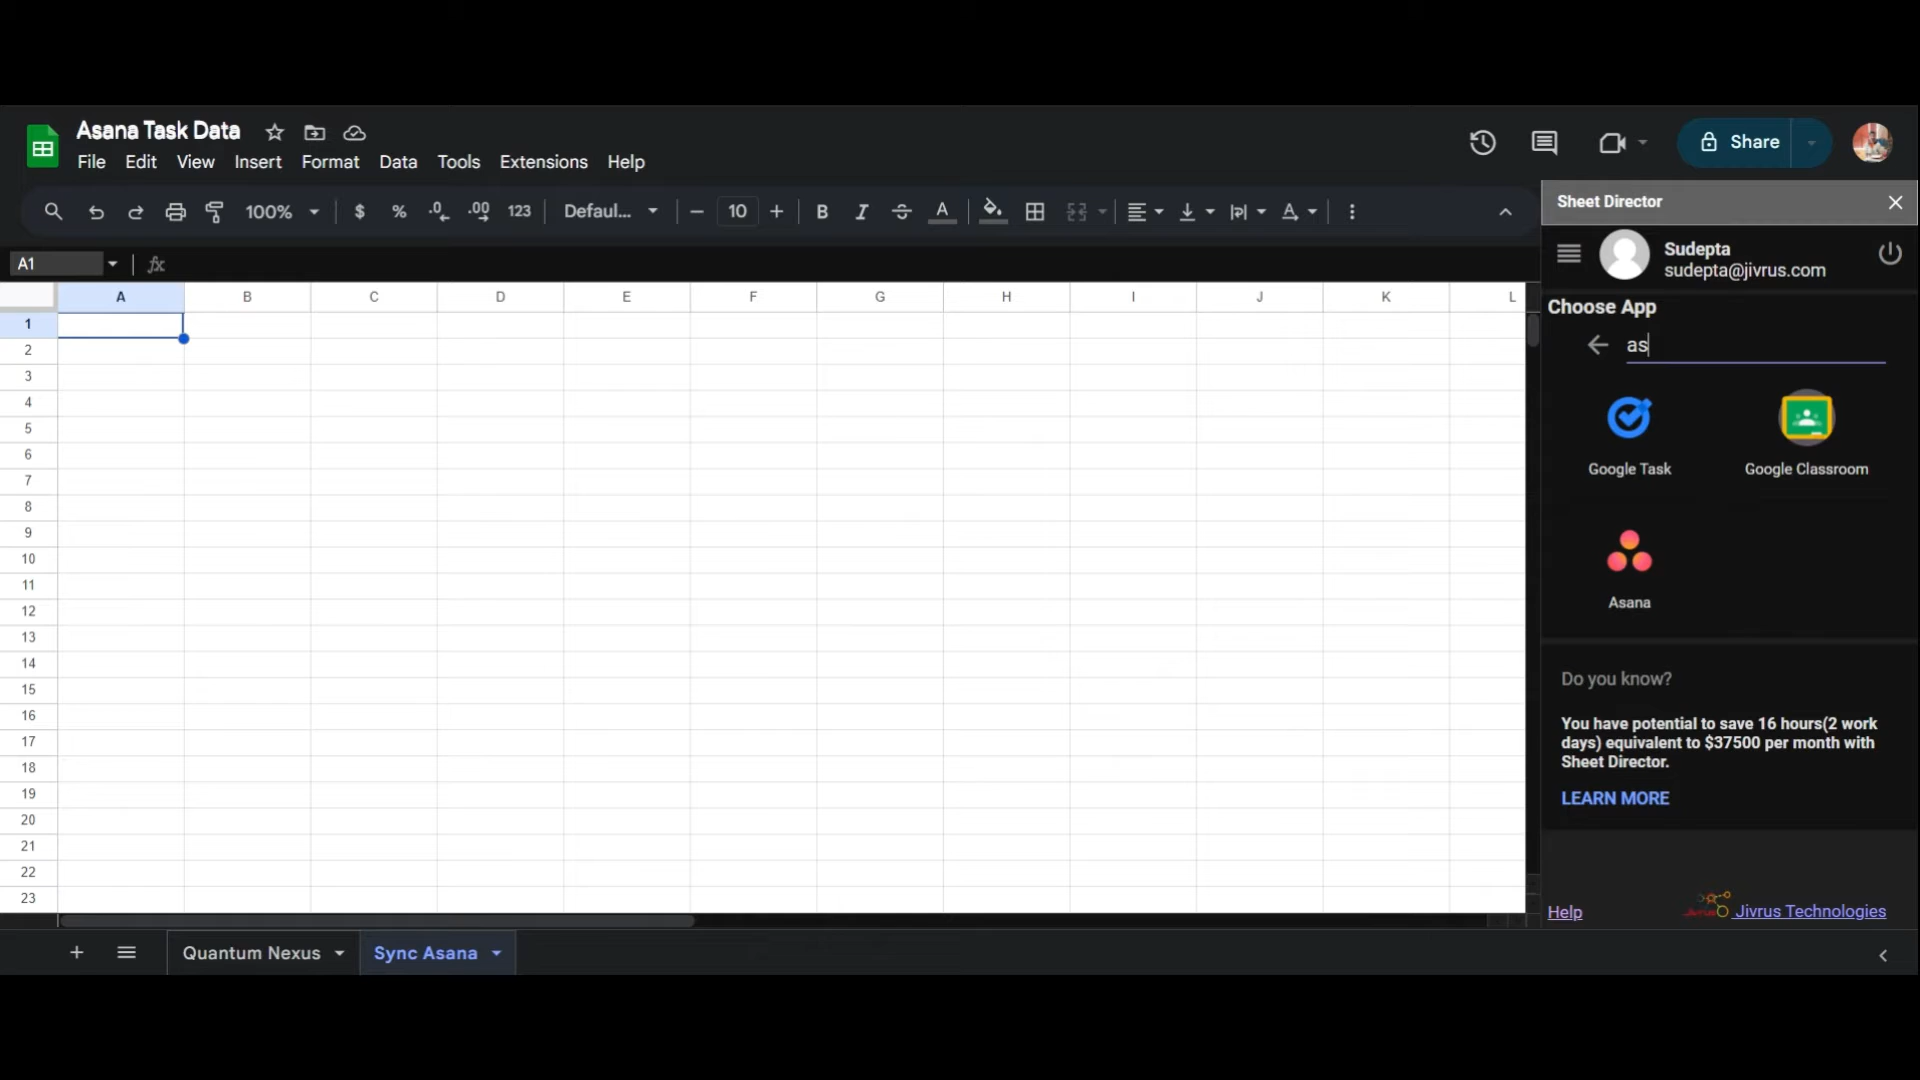 Asana Task Data
File Edit View Insert Format Data Tools Extensions Help
Share
100% $ % .0 .00 123 Defaul... 10 B I S A A
A1 fx
A B C D E F G H I J K L
1
2
3
4
5
6
7
8
9
10
11
12
13
14
15
16
17
18
19
20
21
22
23
Quantum Nexus Sync Asana
Sheet Director
Sudepta
sudepta@jivrus.com
Choose App
as
Google Task Google Classroom
Asana
Do you know?
You have potential to save 16 hours(2 work
days) equivalent to $37500 per month with
Sheet Director.
LEARN MORE
Help Jivrus Technologies